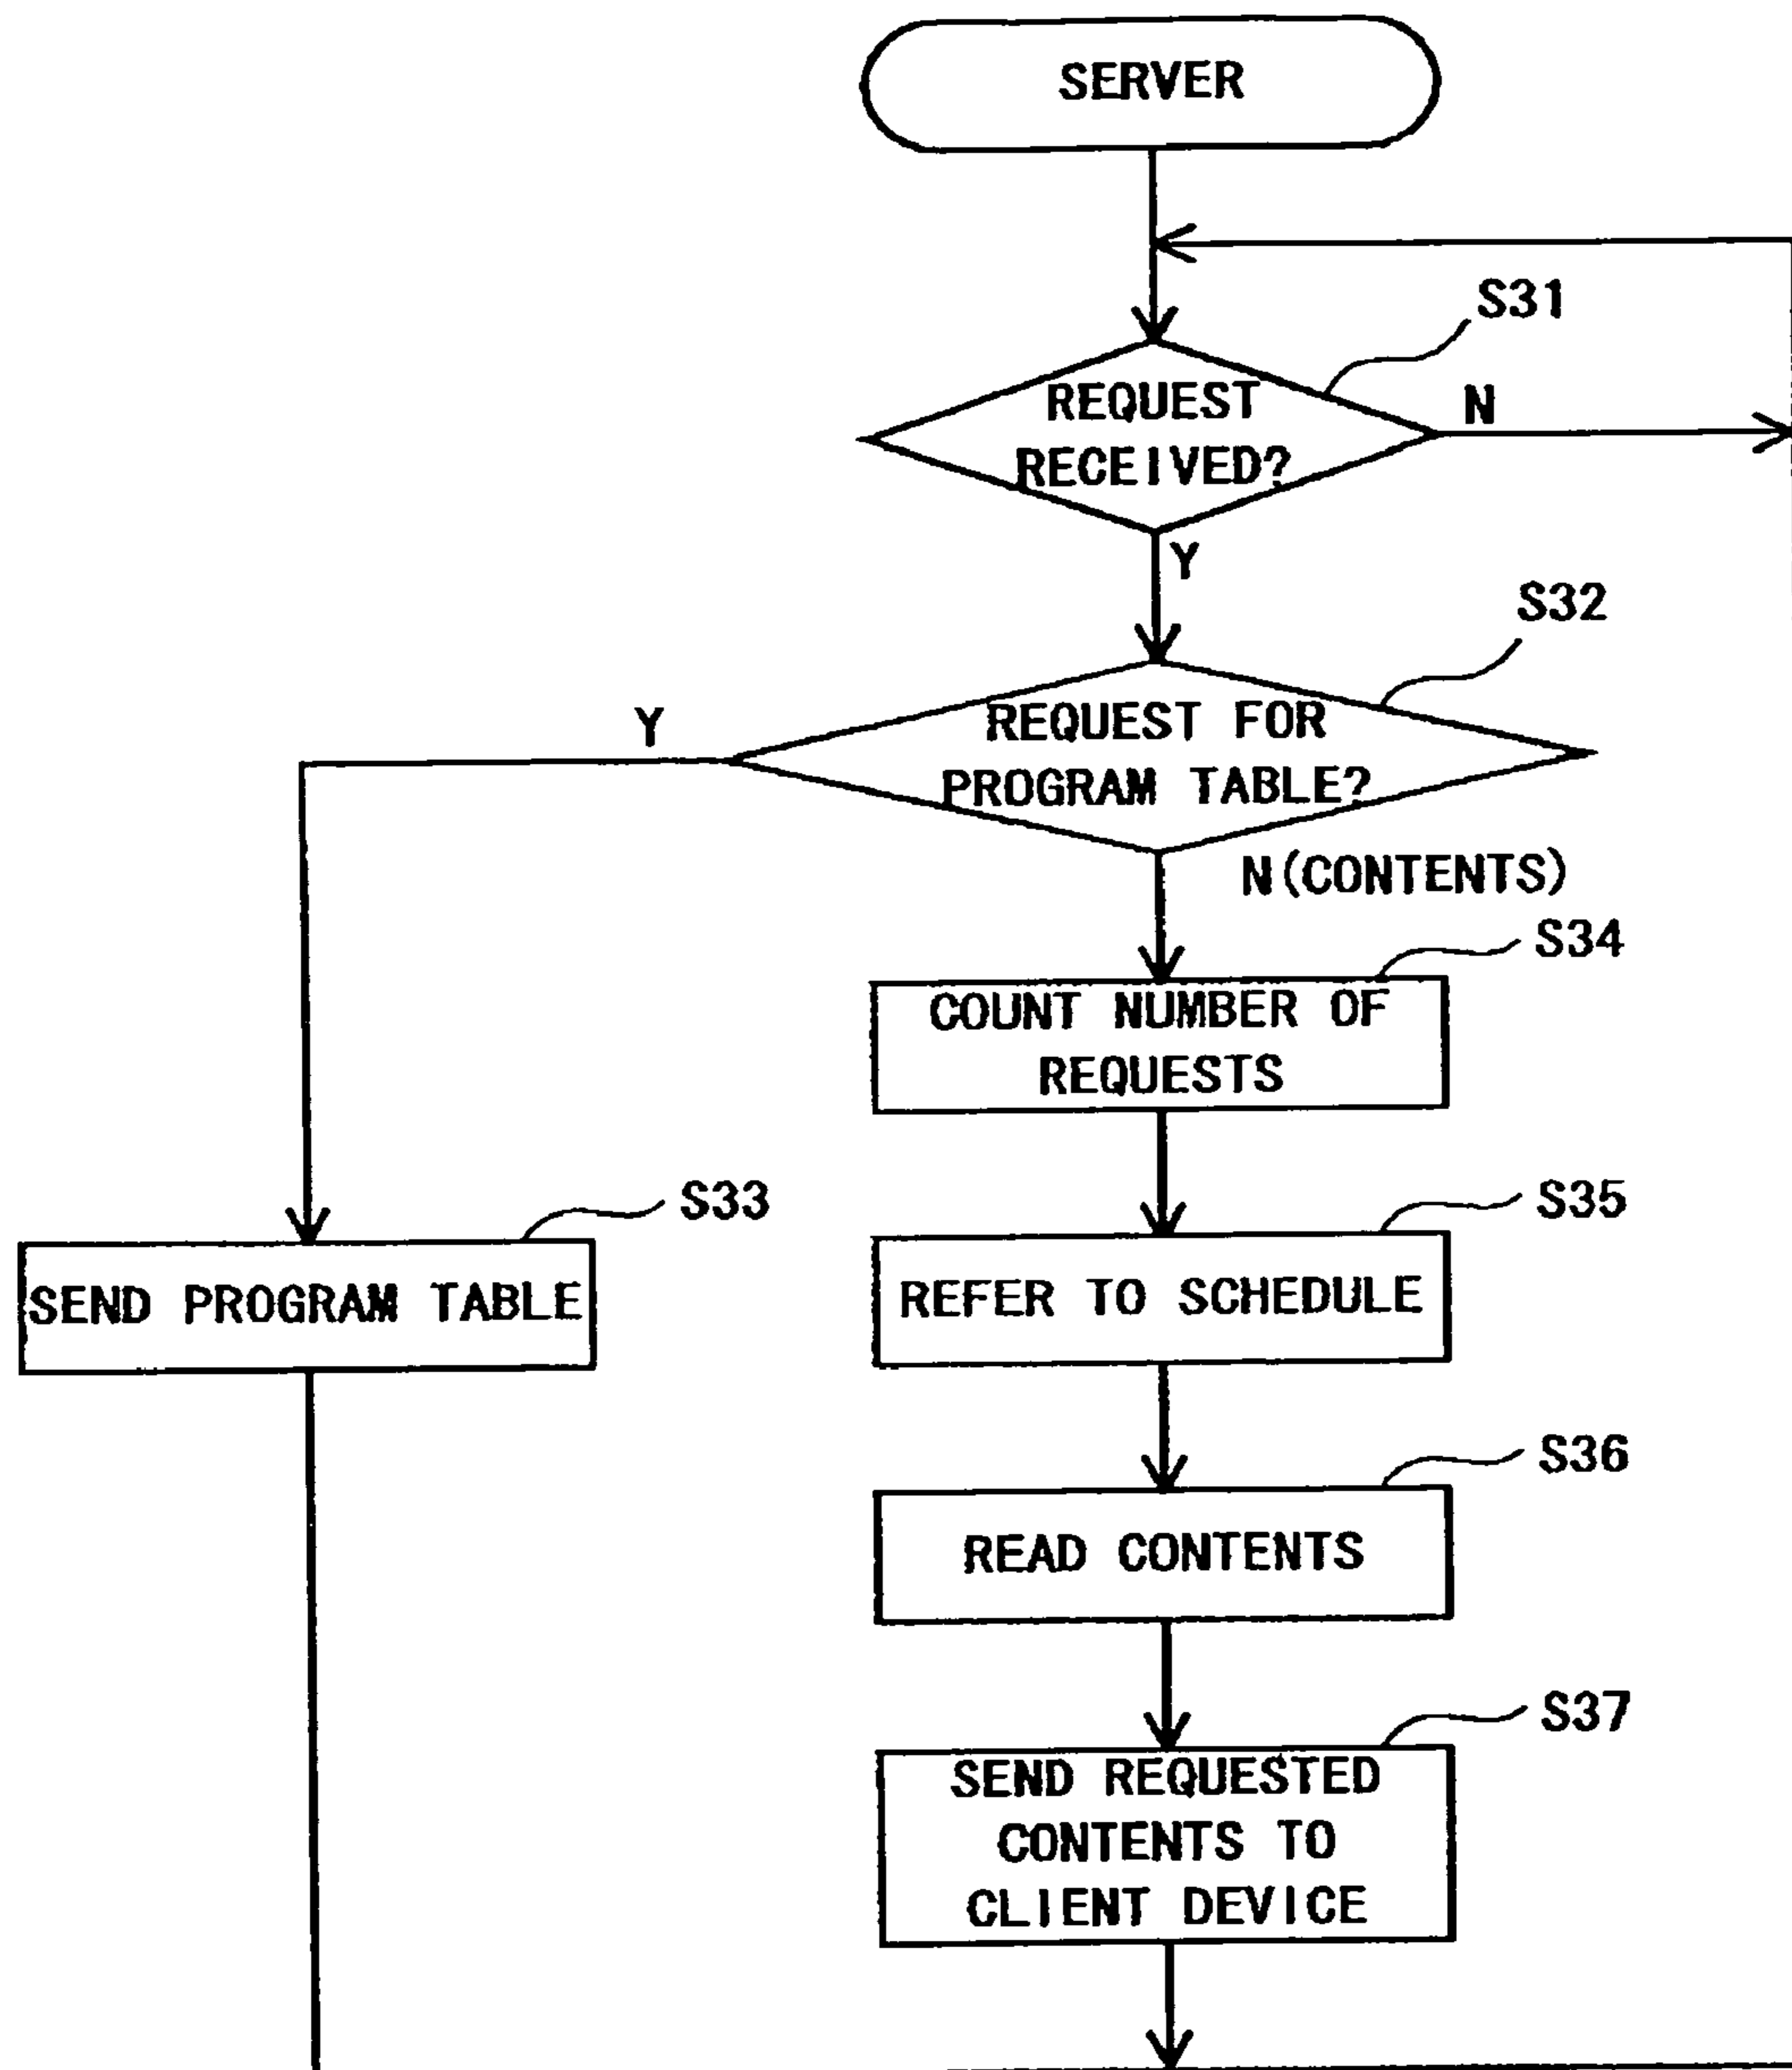 SERVER
S31
REQUEST
RECEIVED?
N
Y
S32
Y
REQUEST FOR
PROGRAM TABLE?
N(CONTENTS)
S34
COUNT NUMBER OF
REQUESTS
S33
SEND PROGRAM TABLE
S35
REFER TO SCHEDULE
S36
READ CONTENTS
S37
SEND REQUESTED
CONTENTS TO
CLIENT DEVICE